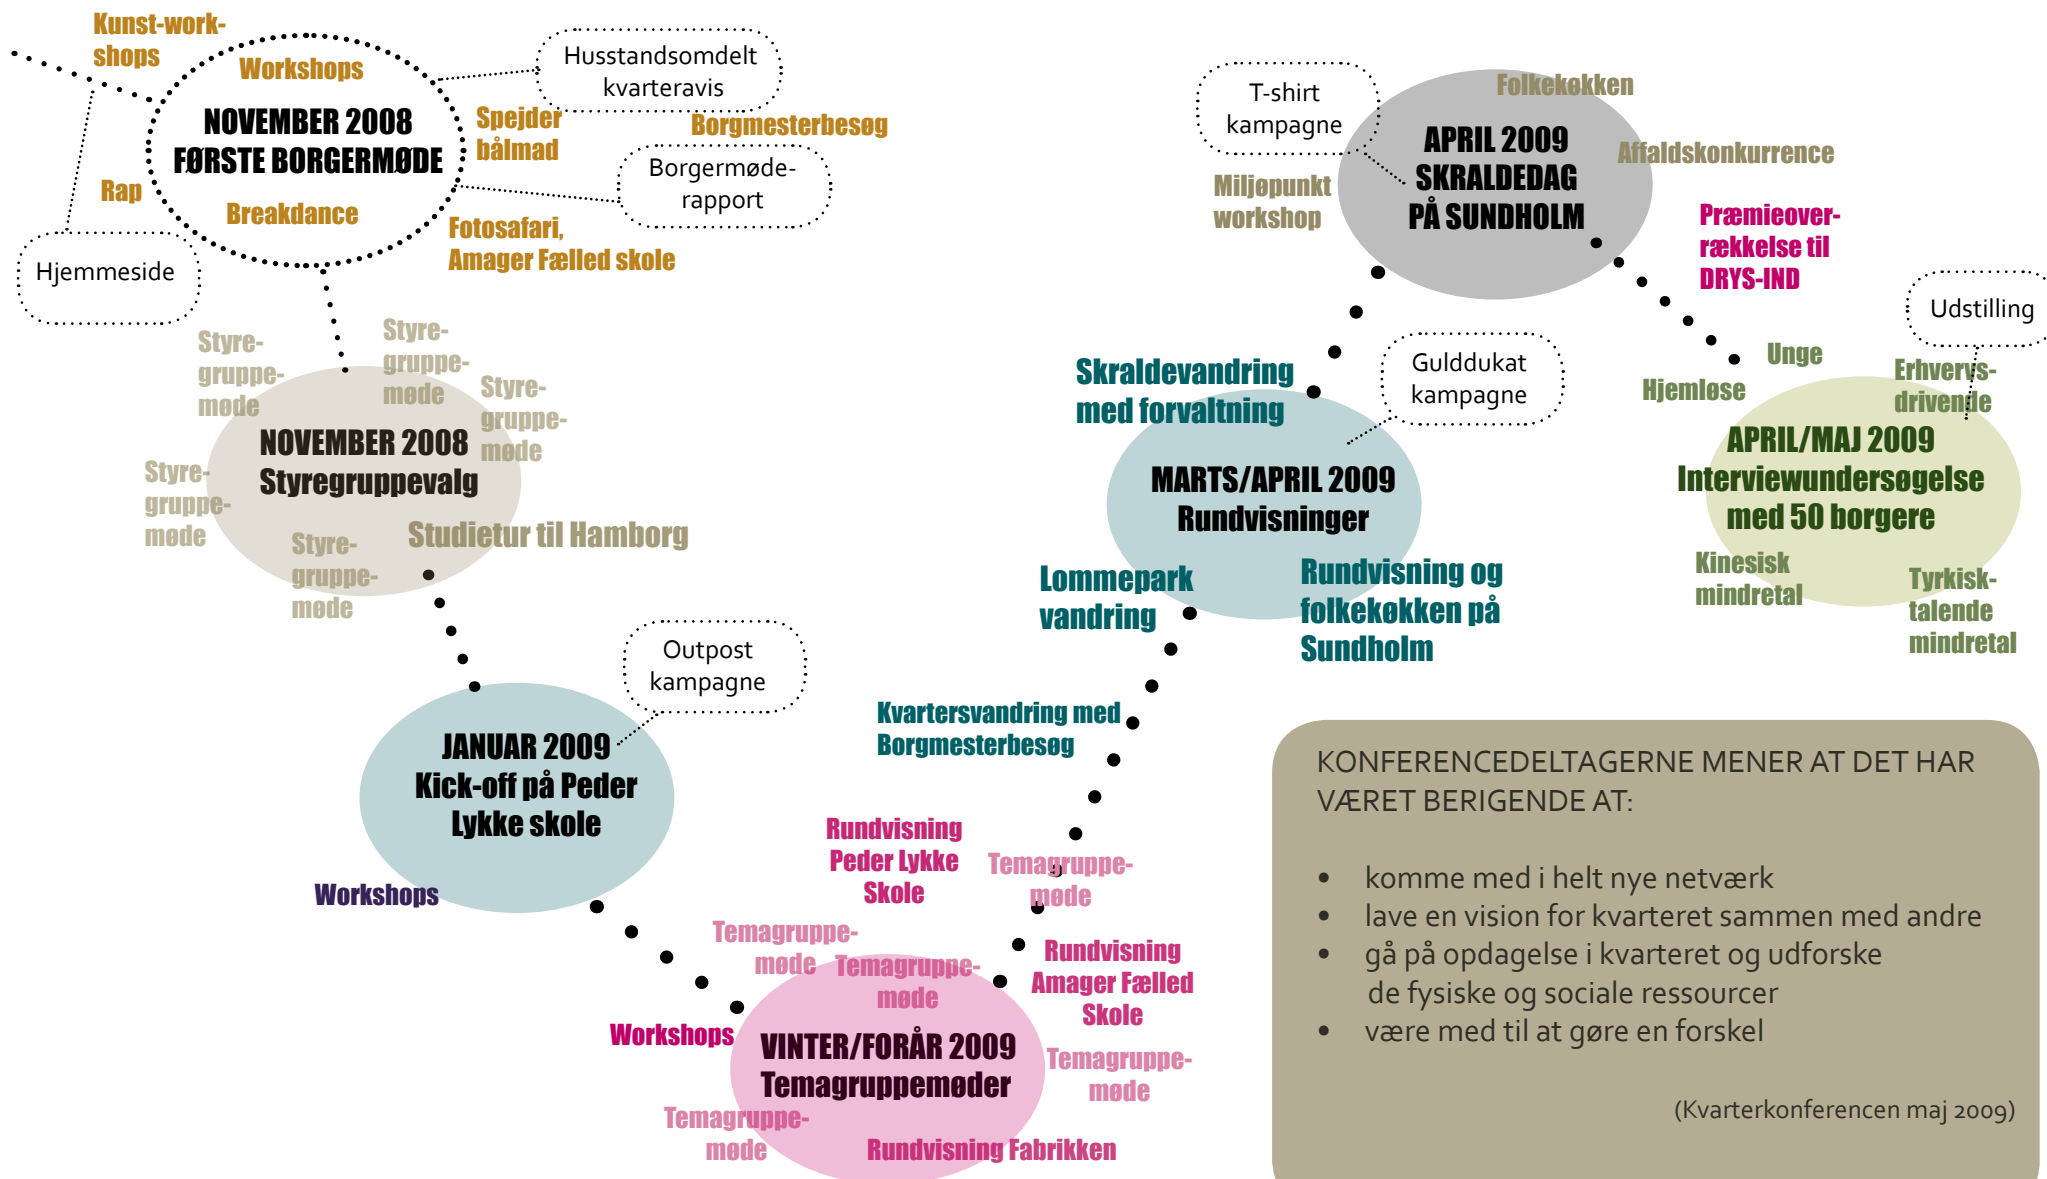 Kunst-work-
shops
Workshops
NOVEMBER 2008
FØRSTE BORGERMØDE
Rap
Breakdance
Hjemmeside
Husstandsomdelt
kvarteravis
Spejder
bålmad
Borgmesterbesøg
Borgermøde-
rapport
Fotosafari,
Amager Fælled skole
Styre-
gruppe-
møde
Styre-
gruppe-
møde
Styre-
gruppe-
møde
NOVEMBER 2008
Styregruppevalg
Styre-
gruppe-
møde
Styre-
gruppe-
møde
Studietur til Hamborg
Outpost
kampagne
JANUAR 2009
Kick-off på Peder
Lykke skole
Workshops
Temagruppe-
møde
Temagruppe-
møde
Workshops
VINTER/FORÅR 2009
Temagruppemøder
Temagruppe-
møde
Rundvisning Fabrikken
Temagruppe-
møde
Rundvisning
Amager Fælled
Skole
Temagruppe-
møde
Rundvisning
Peder Lykke
Skole
Kvartersvandring med
Borgmesterbesøg
Lommepark
vandring
Rundvisning og
folkekøkken på
Sundholm
MARTS/APRIL 2009
Rundvisninger
Skraldevandring
med forvaltning
Gulddukat
kampagne
T-shirt
kampagne
Miljøpunkt
workshop
Folkekøkken
APRIL 2009
SKRALDEDAG
PÅ SUNDHOLM
Affaldskonkurrence
Præmieover-
rækkelse til
DRYS-IND
Udstilling
Unge
Hjemløse
Erhvervs-
drivende
APRIL/MAJ 2009
Interviewundersøgelse
med 50 borgere
Kinesisk
mindretal
Tyrkisk-
talende
mindretal
KONFERENCEDELTAGERNE MENER AT DET HAR
VÆRET BERIGENDE AT:
• komme med i helt nye netværk
• lave en vision for kvarteret sammen med andre
• gå på opdagelse i kvarteret og udforske
de fysiske og sociale ressourcer
• være med til at gøre en forskel
(Kvarterkonferencen maj 2009)